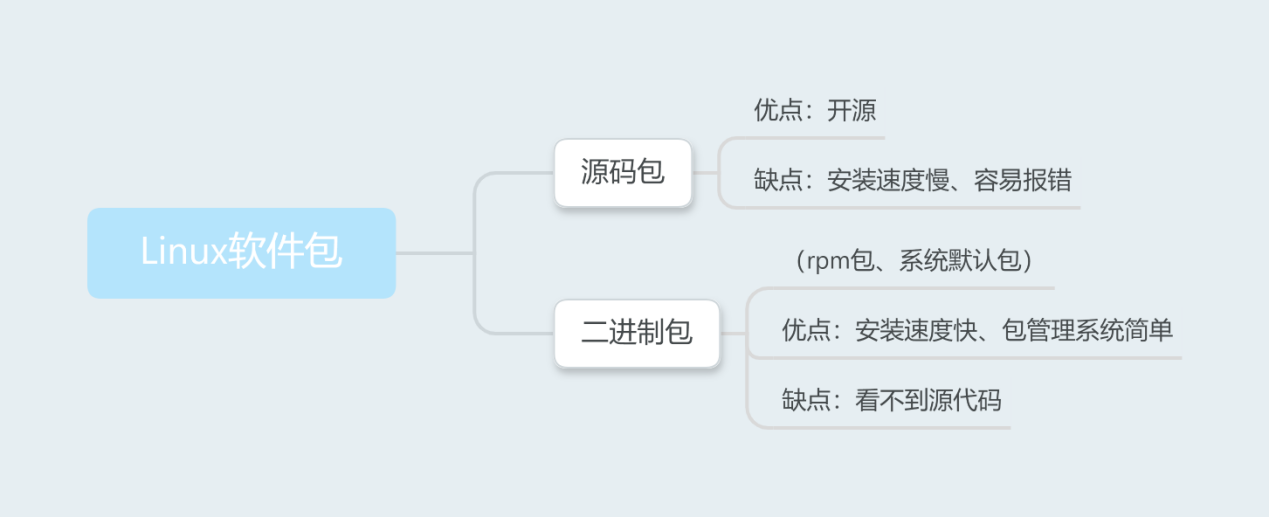 Linux软件包
源码包
优点：开源
缺点：安装速度慢、容易报错
二进制包
（rpm包、系统默认包）
优点：安装速度快、包管理系统简单
缺点：看不到源代码